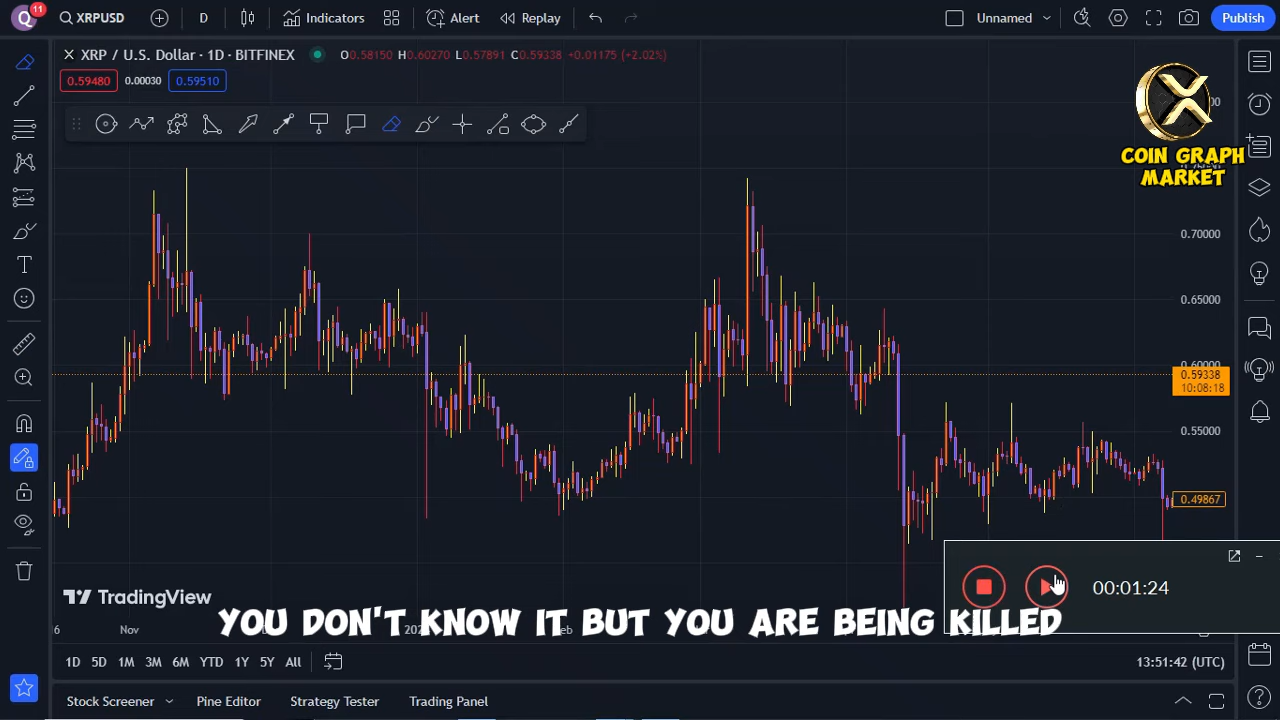 Q 11 XRPUSD D Indicators Alert Replay Unnamed Publish
XRP / U.S. Dollar · 1D · BITFINEX O0.58150 H0.60270 L0.57891 C0.59338 +0.01175 (+2.02%)
0.59480 0.00030 0.59510
COIN GRAPH
MARKET
0.70000
0.65000
0.60000
0.59338
10:08:18
0.55000
0.49867
00:01:24
TradingView
YOU DON'T KNOW IT BUT YOU ARE BEING KILLED
6 Nov
1D 5D 1M 3M 6M YTD 1Y 5Y All 13:51:42 (UTC)
Stock Screener Pine Editor Strategy Tester Trading Panel